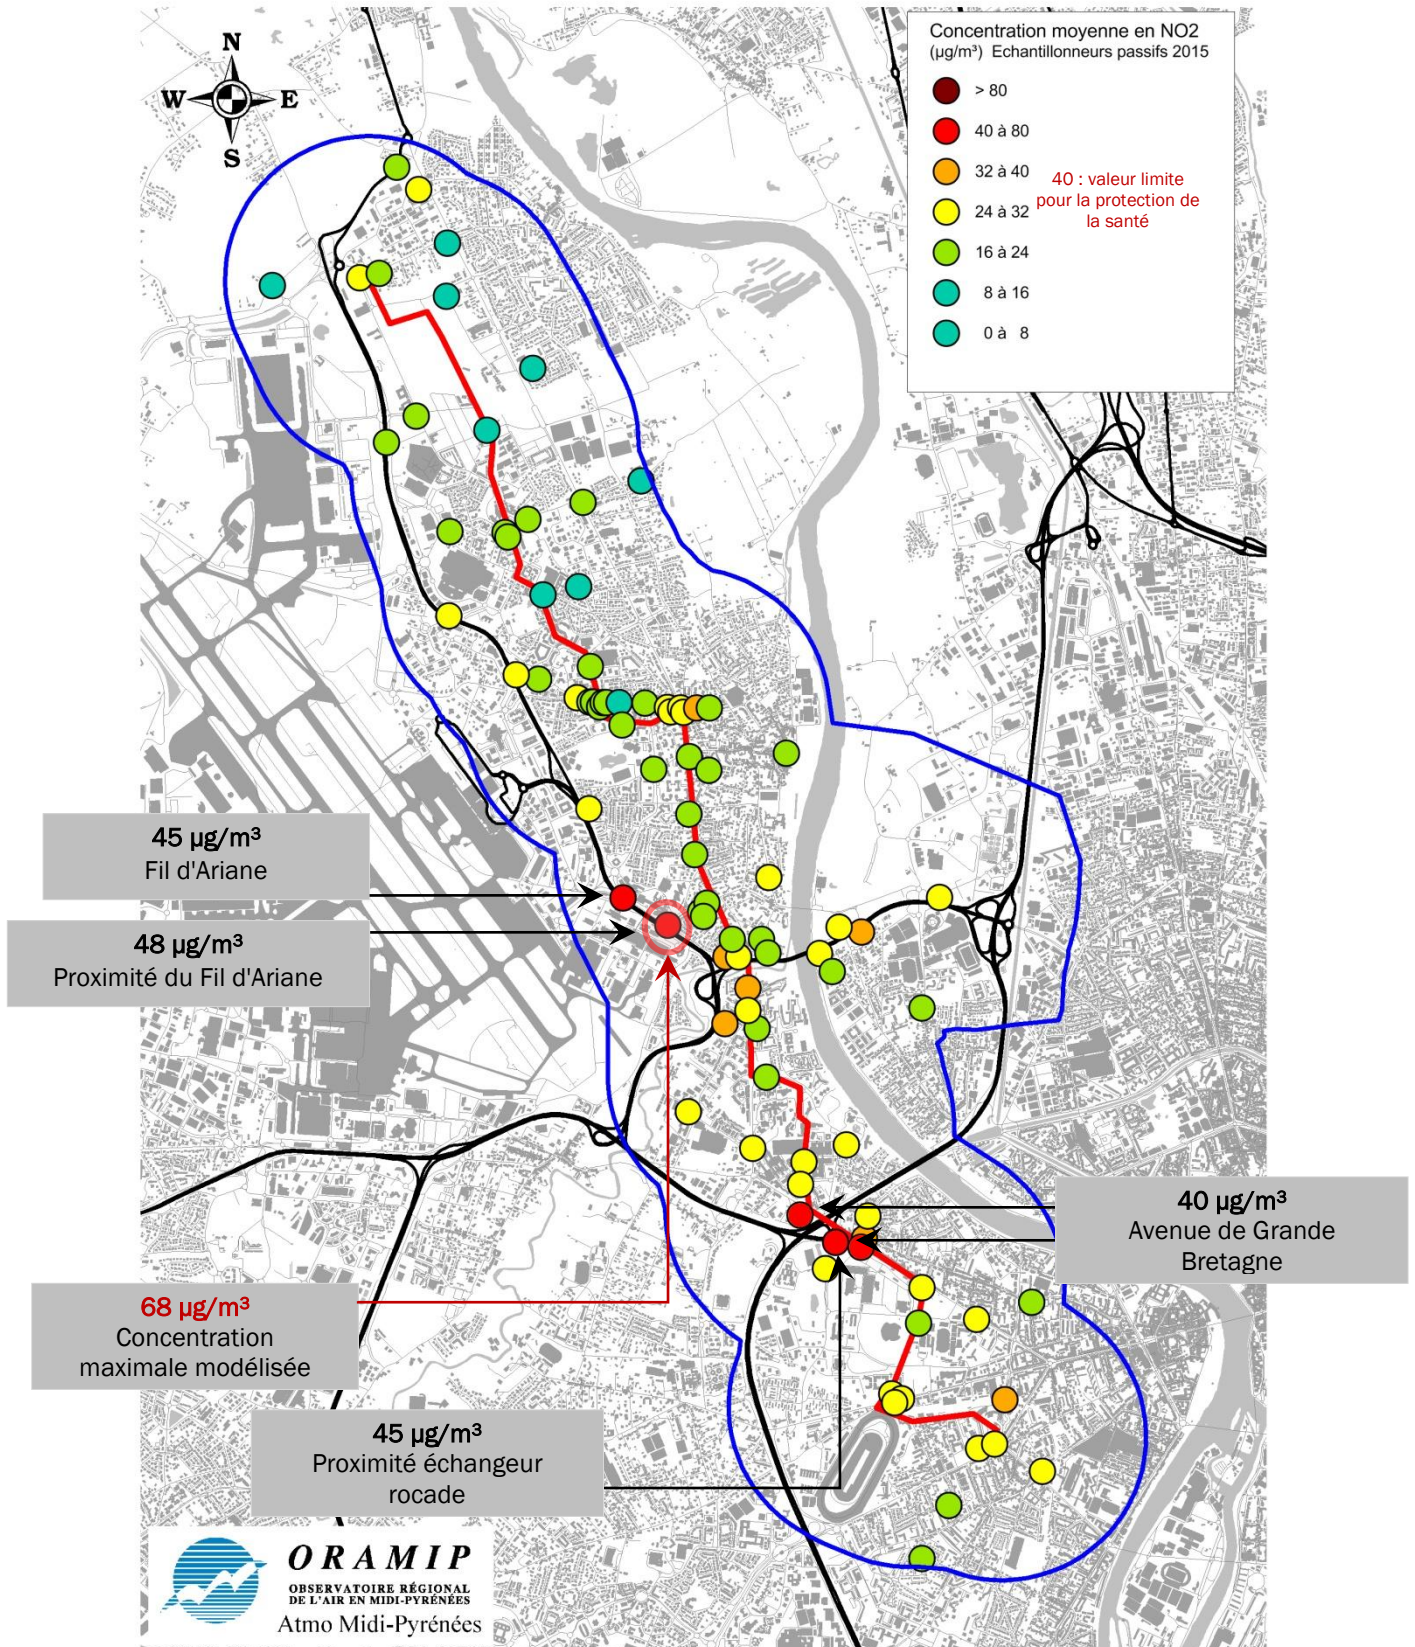 N
W
E
S
Concentration moyenne en NO2
(µg/m³) Echantillonneurs passifs 2015
> 80
40 à 80
32 à 40
24 à 32
16 à 24
8 à 16
0 à 8
40 : valeur limite
pour la protection de
la santé
45 µg/m³
Fil d'Ariane
48 µg/m³
Proximité du Fil d'Ariane
40 µg/m³
Avenue de Grande
Bretagne
68 µg/m³
Concentration
maximale modélisée
45 µg/m³
Proximité échangeur
rocade
ORAMIP
OBSERVATOIRE RÉGIONAL
DE L'AIR EN MIDI-PYRÉNÉES
Atmo Midi-Pyrénées